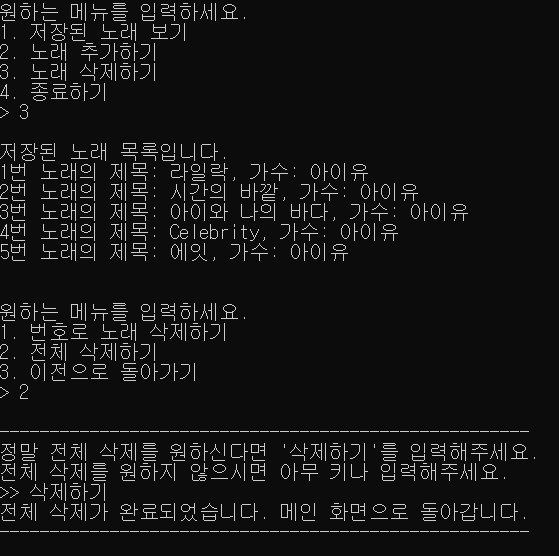 원하는 메뉴를 입력하세요.
1. 저장된 노래 보기
2. 노래 추가하기
3. 노래 삭제하기
4. 종료하기
> 3
저장된 노래 목록입니다.
1번 노래의 제목: 라일락, 가수: 아이유
2번 노래의 제목: 시간의 바깥, 가수: 아이유
3번 노래의 제목: 아이와 나의 바다, 가수: 아이유
4번 노래의 제목: Celebrity, 가수: 아이유
5번 노래의 제목: 에잇, 가수: 아이유
원하는 메뉴를 입력하세요.
1. 번호로 노래 삭제하기
2. 전체 삭제하기
3. 이전으로 돌아가기
> 2
-----------------------------------------------------
정말 전체 삭제를 원하신다면 '삭제하기'를 입력해주세요.
전체 삭제를 원하지 않으시면 아무 키나 입력해주세요.
>> 삭제하기
전체 삭제가 완료되었습니다. 메인 화면으로 돌아갑니다.
-----------------------------------------------------